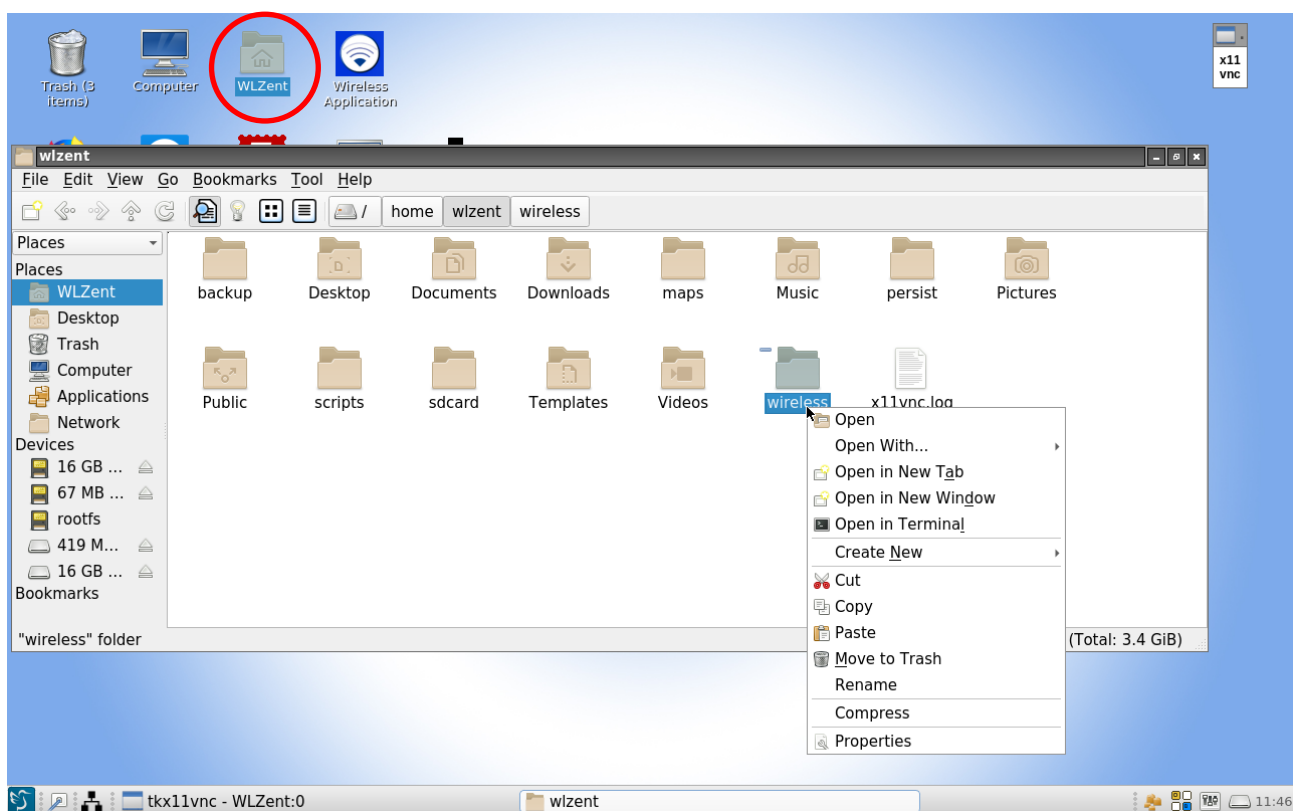 Trash (3
items)
Computer
WLZent
Wireless
Application
x11
vnc
wlzent
File Edit View Go Bookmarks Tool Help
/ home wlzent wireless
Places
Places
WLZent
Desktop
Trash
Computer
Applications
Network
Devices
16 GB ...
67 MB ...
rootfs
419 M...
16 GB ...
Bookmarks
backup Desktop Documents Downloads maps Music persist Pictures
Public scripts sdcard Templates Videos wireless x11vnc.log
Open
Open With...
Open in New Tab
Open in New Window
Open in Terminal
Create New
Cut
Copy
Paste
Move to Trash
Rename
Compress
Properties
"wireless" folder
(Total: 3.4 GiB)
tkx11vnc - WLZent:0
wlzent
11:46